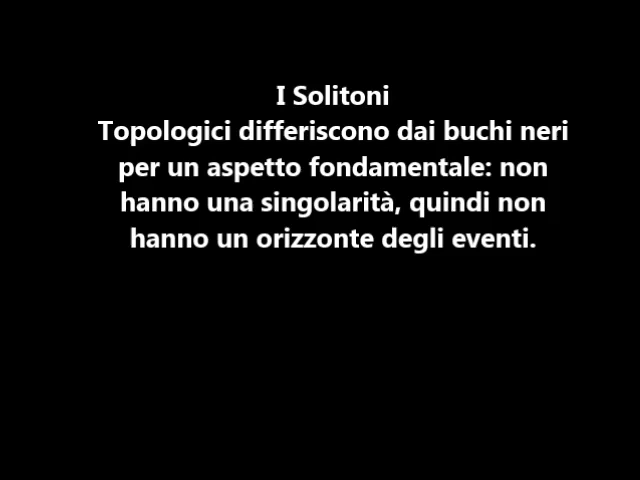 I Solitoni
Topologici differiscono dai buchi neri
per un aspetto fondamentale: non
hanno una singolarità, quindi non
hanno un orizzonte degli eventi.